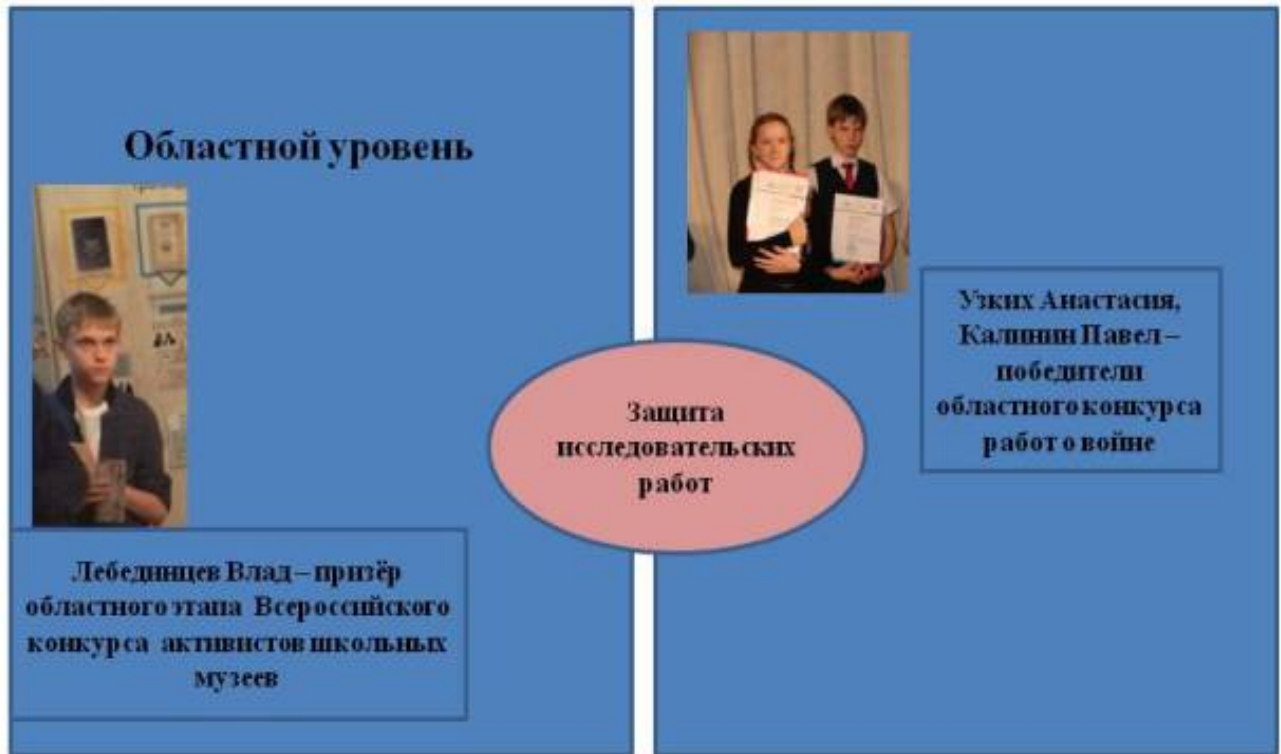 Областной уровень
Лебединцев Влад – призёр
областного этапа Всероссийского
конкурса активистов школьных
музеев
Защита
исследовательских
работ
Узких Анастасия,
Калинин Павел –
победители
областного конкурса
работ о войне